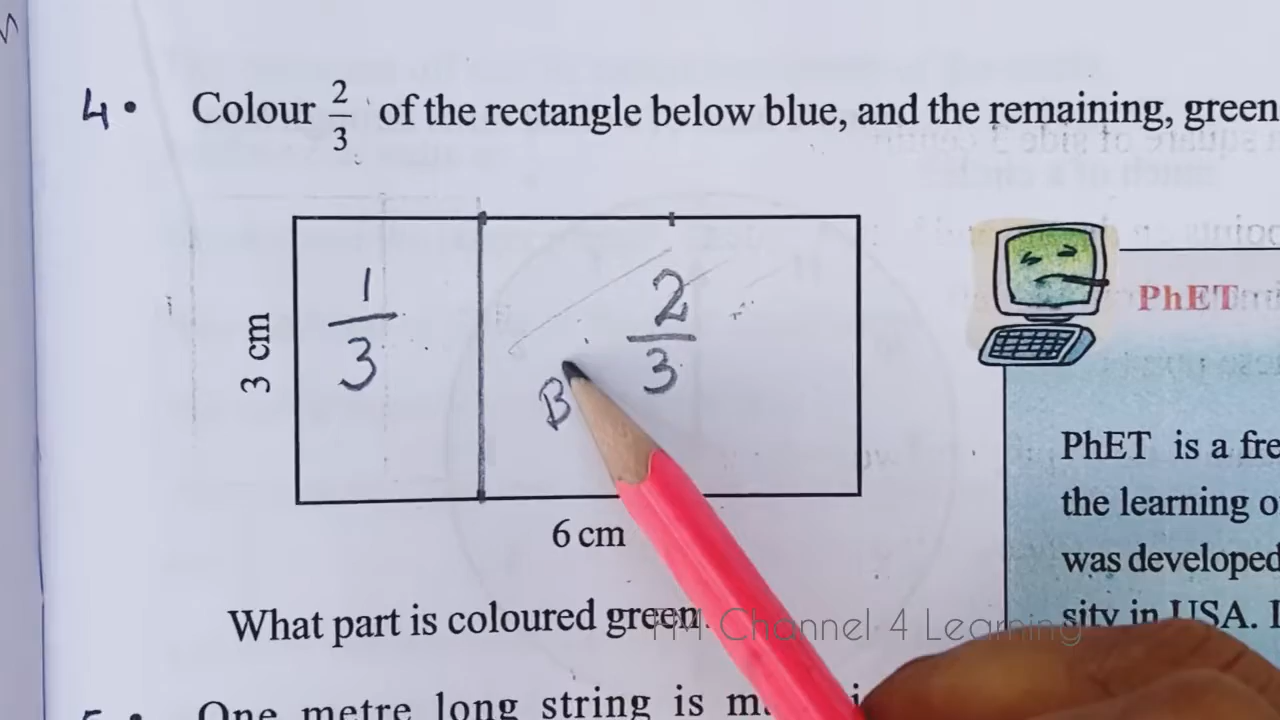 4 •
Colour 2/3 of the rectangle below blue, and the remaining, green
1/3
2/3
B
3 cm
6 cm
What part is coloured green.
PhET
PhET is a fre
the learning o
was developed
sity in USA. I
Channel 4 Learning
5 •
One metre long string is